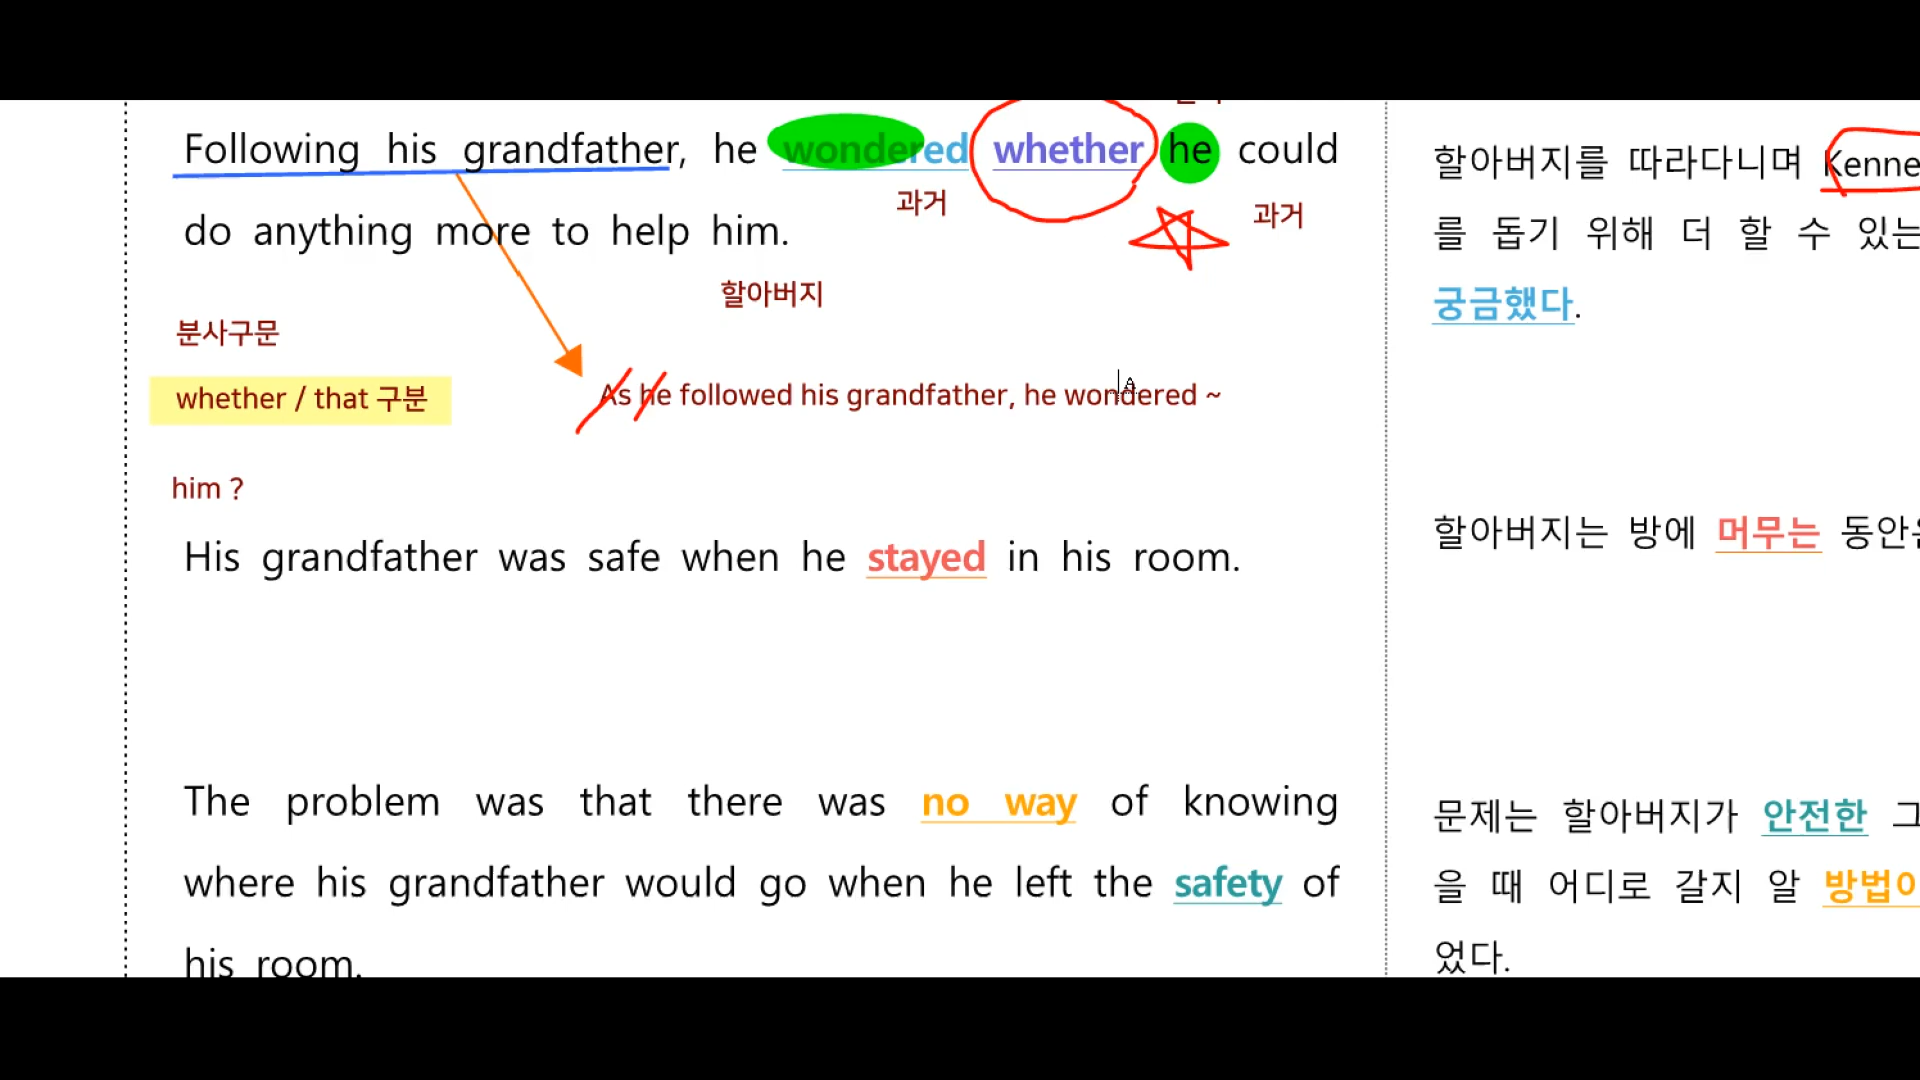 Following his grandfather, he wondered whether he could
과거
과거
do anything more to help him.
할아버지
분사구문
whether / that 구분
As he followed his grandfather, he wondered ~
him ?
His grandfather was safe when he stayed in his room.
The problem was that there was no way of knowing
where his grandfather would go when he left the safety of
his room.
할아버지를 따라다니며 Kenne
를 돕기 위해 더 할 수 있는
궁금했다.
할아버지는 방에 머무는 동안은
문제는 할아버지가 안전한 그
을 때 어디로 갈지 알 방법이
었다.